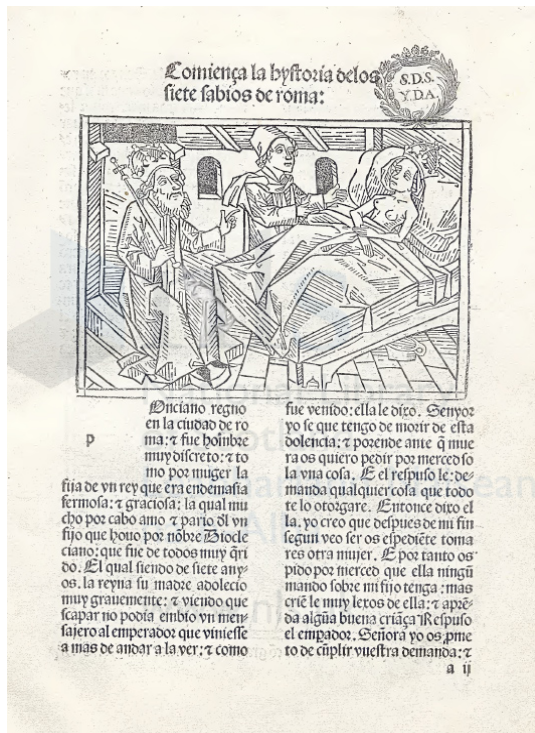 Comiença la hystoria delos
siete sabios de roma:
S.D.S.
Y.D.A.
p
Onciano regno
en la ciudad de ro
ma: ⁊ fue hombre
muy discreto: ⁊ to
mo por muger la
fija de vn rey que era endemasia
fermosa: ⁊ graciosa: la qual mu
cho por cabo amo ⁊ pario dl vn
fijo que houo por nõbre Diocle
ciano: que fue de todos muy q̃ri
do. El qual siendo de siete any-
os. la reyna su madre adolecio
muy grauemente: ⁊ viendo que
scapar no podia embio vn men-
sajero al emperador que viniesse
a mas de andar a la ver: ⁊ como
fue venido: ella le dixo. Senyor
yo se que tengo de morir de esta
dolencia: ⁊ porende ante q̃ mue
ra os quiero pedir por merced so
la vna cosa. E el respuso le: de-
manda qualquier cosa que todo
te lo otorgare. Entonce dixo el
la. yo creo que despues de mi fin
segun veo ser os espediẽte toma
res otra mujer. E por tanto os
pido por merced que ella ningũ
mando sobre mi fijo tenga: mas
criẽ le muy lexos de ella: ⁊ aprẽ-
da algũa buena criãça Respuso
el empador. Señora yo os pme
to de cũplir vuestra demanda: ⁊
a ij